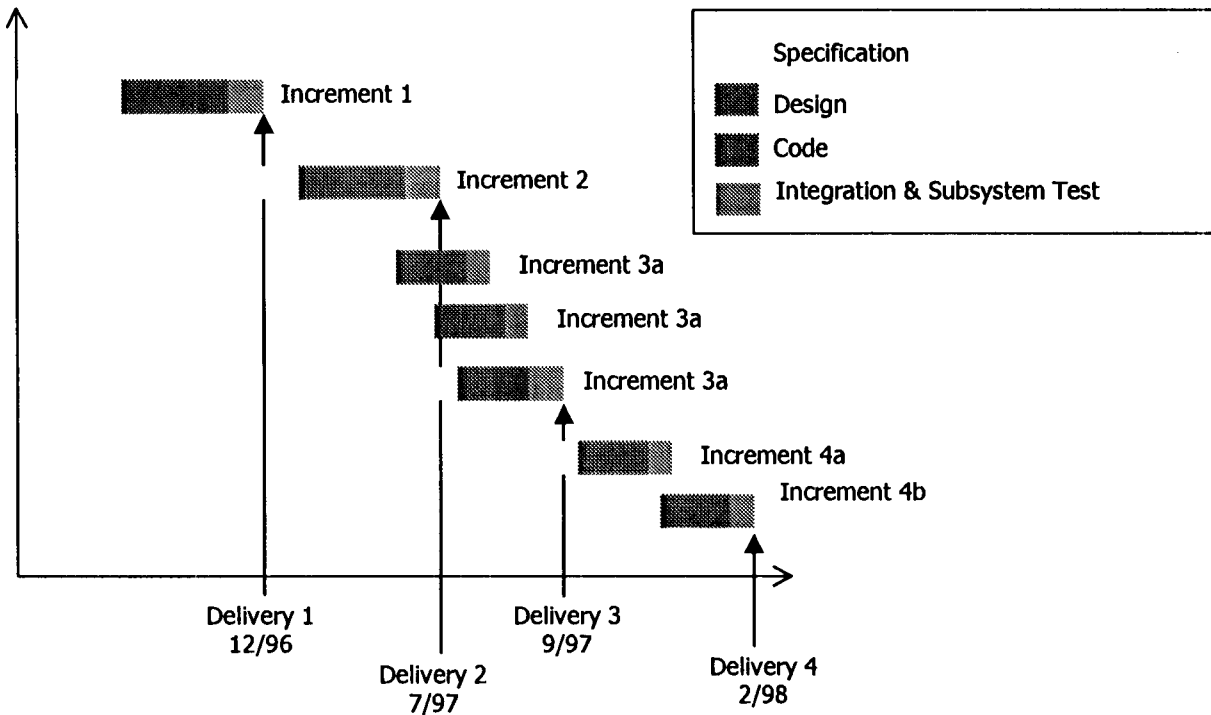 Specification
Design
Code
Integration & Subsystem Test
Increment 1
Increment 2
Increment 3a
Increment 3a
Increment 3a
Increment 4a
Increment 4b
Delivery 1
12/96
Delivery 2
7/97
Delivery 3
9/97
Delivery 4
2/98